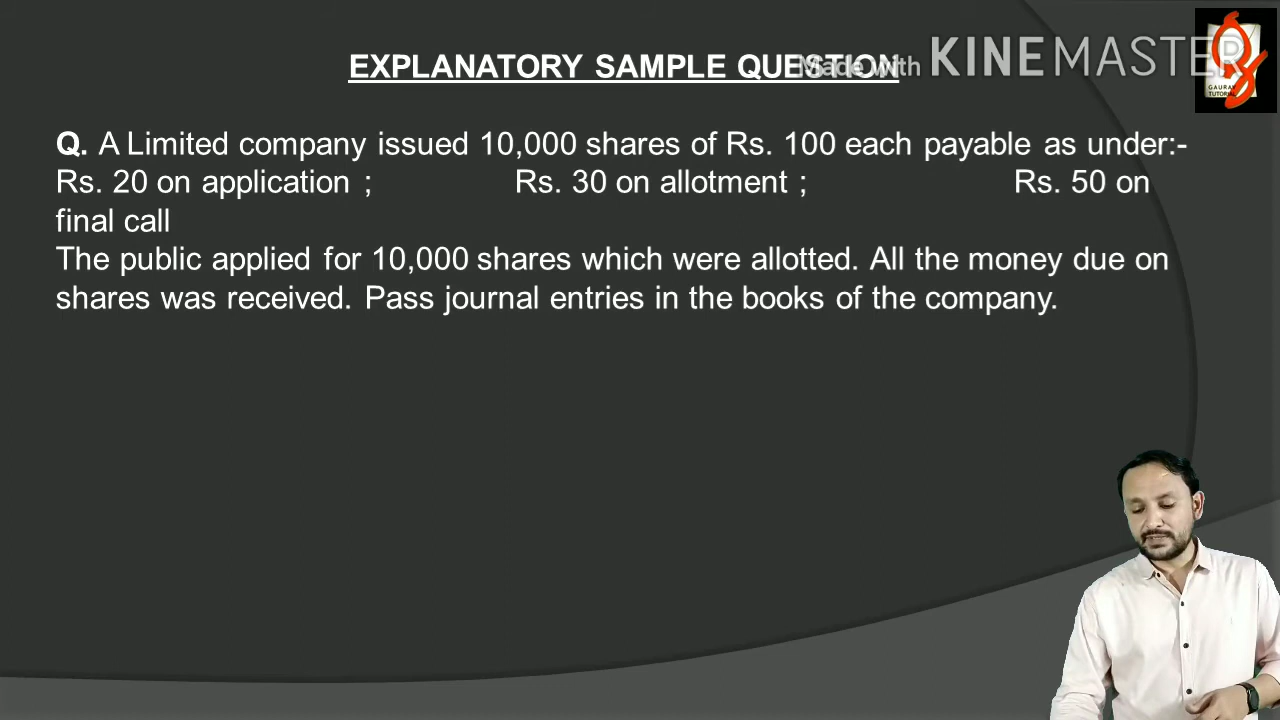 EXPLANATORY SAMPLE QUESTION
Made with KINEMASTER
GAURAV
TUTORIAL
Q. A Limited company issued 10,000 shares of Rs. 100 each payable as under:-
Rs. 20 on application ; Rs. 30 on allotment ; Rs. 50 on
final call
The public applied for 10,000 shares which were allotted. All the money due on
shares was received. Pass journal entries in the books of the company.